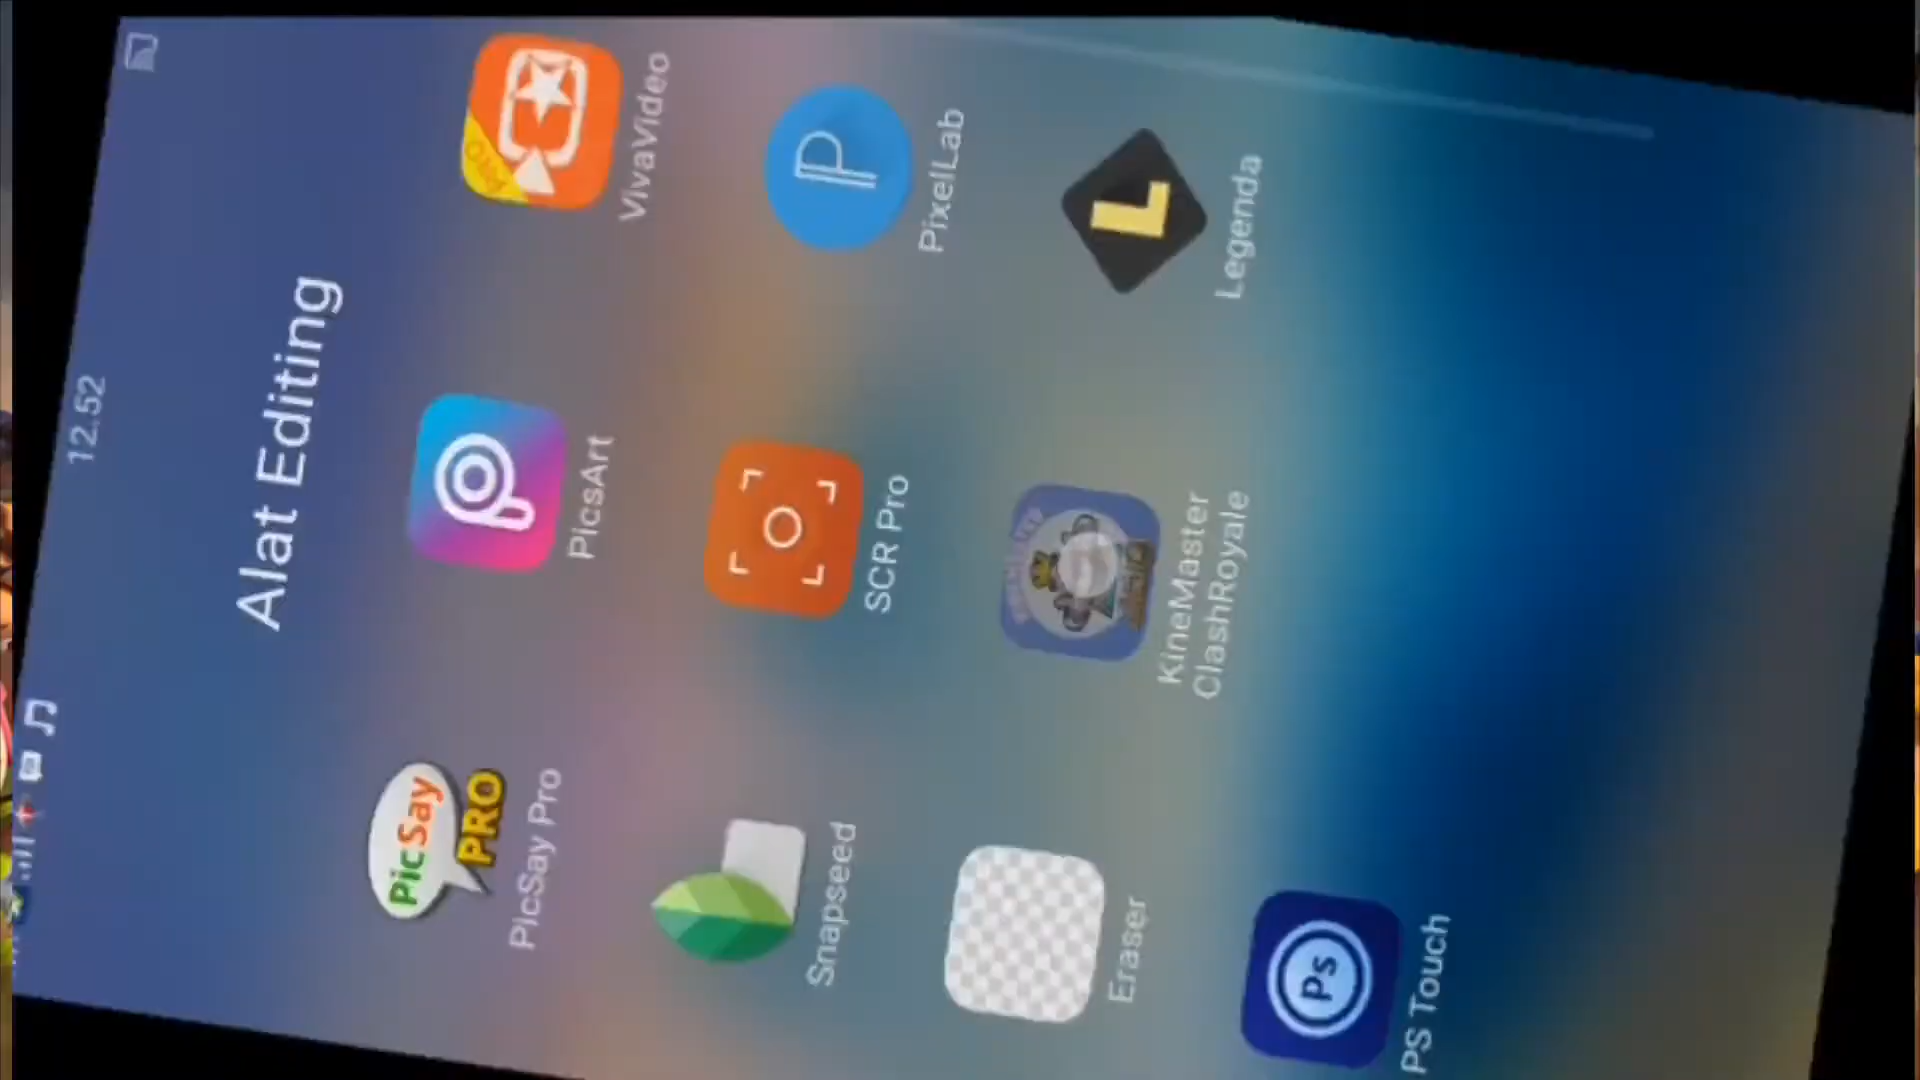 12.52
Alat Editing
PicSay
PRO
PicSay Pro
PicsArt
PRO
VivaVideo
Snapseed
SCR Pro
P
PixelLab
Eraser
KineMaster
ClashRoyale
L
Legenda
Ps
PS Touch